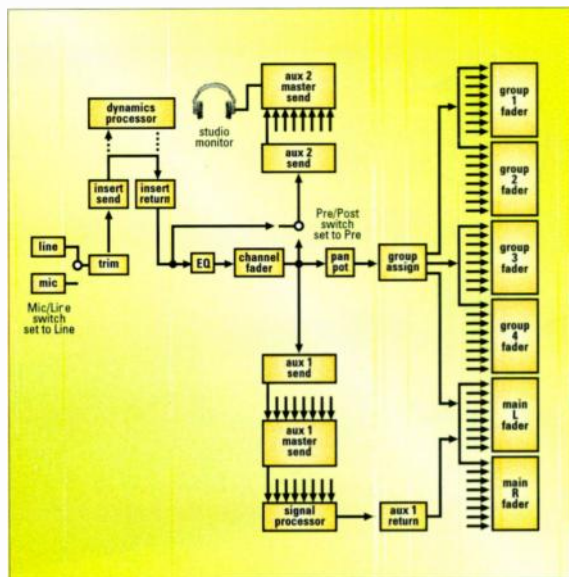 aux 2
master
send
dynamics
processor
studio
monitor
aux 2
send
insert
send
insert
return
Pre/Post
switch
set to Pre
line
trim
mic
Mic/Line
switch
set to Line
EQ
channel
fader
pan
pot
group
assign
aux 1
send
aux 1
master
send
signal
processor
aux 1
return
group
1
fader
group
2
fader
group
3
fader
group
4
fader
main
L
fader
main
R
fader